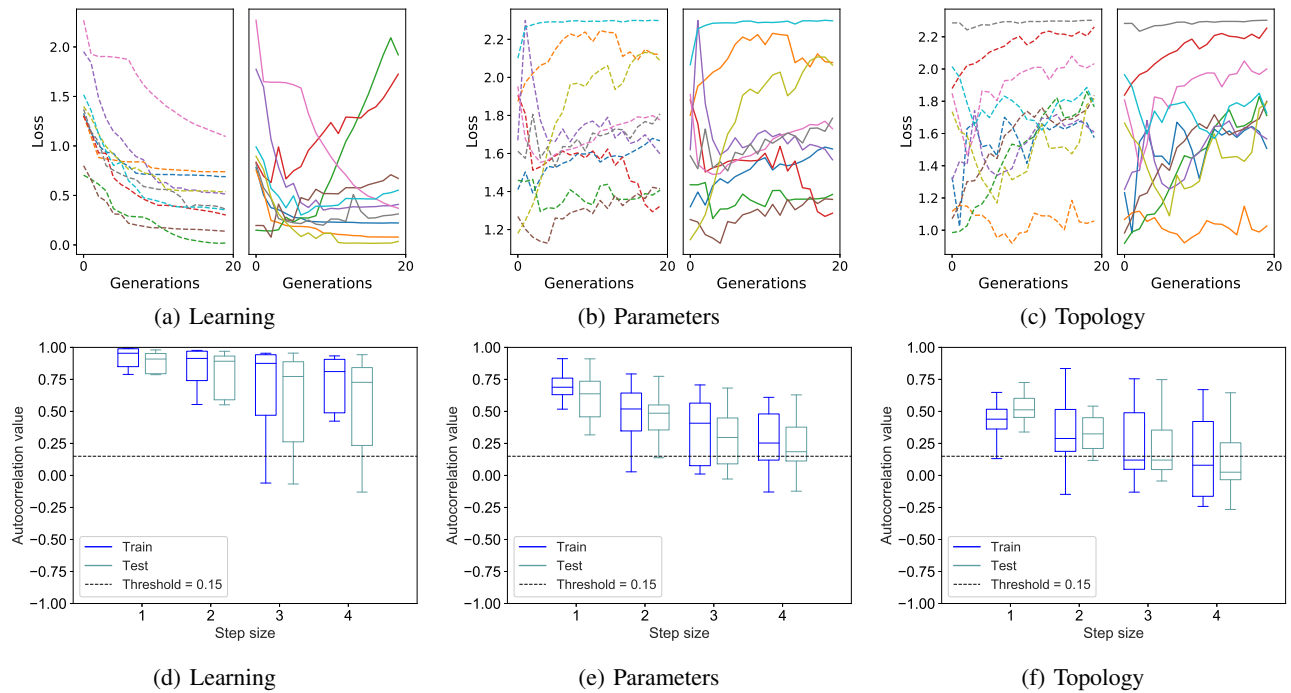 Loss
2.0
1.5
1.0
0.5
0.0
0 20 0 20
Generations Generations
(a) Learning
Loss
2.2
2.0
1.8
1.6
1.4
1.2
0 20 0 20
Generations Generations
(b) Parameters
Loss
2.2
2.0
1.8
1.6
1.4
1.2
1.0
0 20 0 20
Generations Generations
(c) Topology
Autocorrelation value
1.00
0.75
0.50
0.25
0.00
−0.25
−0.50
−0.75
−1.00
Train
Test
Threshold = 0.15
1 2 3 4
Step size
(d) Learning
Autocorrelation value
1.00
0.75
0.50
0.25
0.00
−0.25
−0.50
−0.75
−1.00
Train
Test
Threshold = 0.15
1 2 3 4
Step size
(e) Parameters
Autocorrelation value
1.00
0.75
0.50
0.25
0.00
−0.25
−0.50
−0.75
−1.00
Train
Test
Threshold = 0.15
1 2 3 4
Step size
(f) Topology